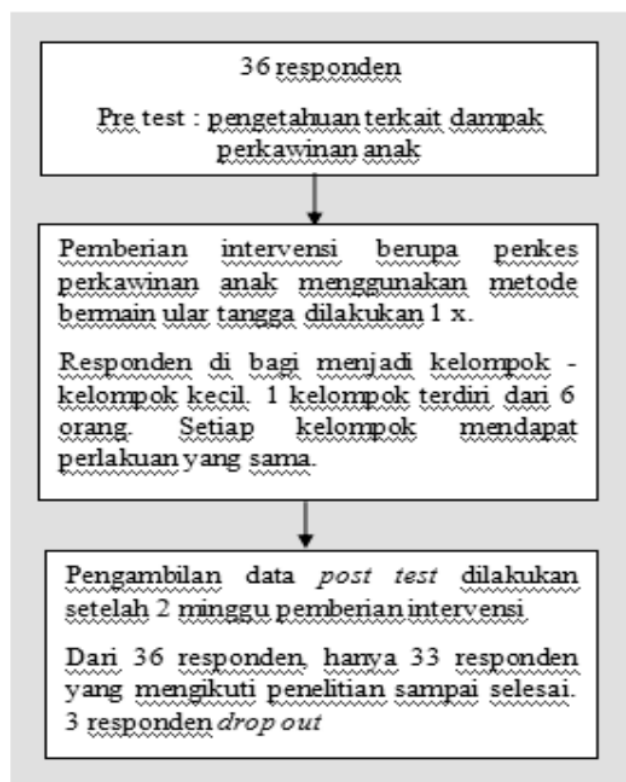 36 responden
Pre test : pengetahuan terkait dampak
perkawinan anak
Pemberian intervensi berupa penkes
perkawinan anak menggunakan metode
bermain ular tangga dilakukan 1 x.
Responden di bagi menjadi kelompok -
kelompok kecil. 1 kelompok terdiri dari 6
orang. Setiap kelompok mendapat
perlakuan yang sama.
Pengambilan data post test dilakukan
setelah 2 minggu pemberian intervensi
Dari 36 responden, hanya 33 responden
yang mengikuti penelitian sampai selesai.
3 responden drop out